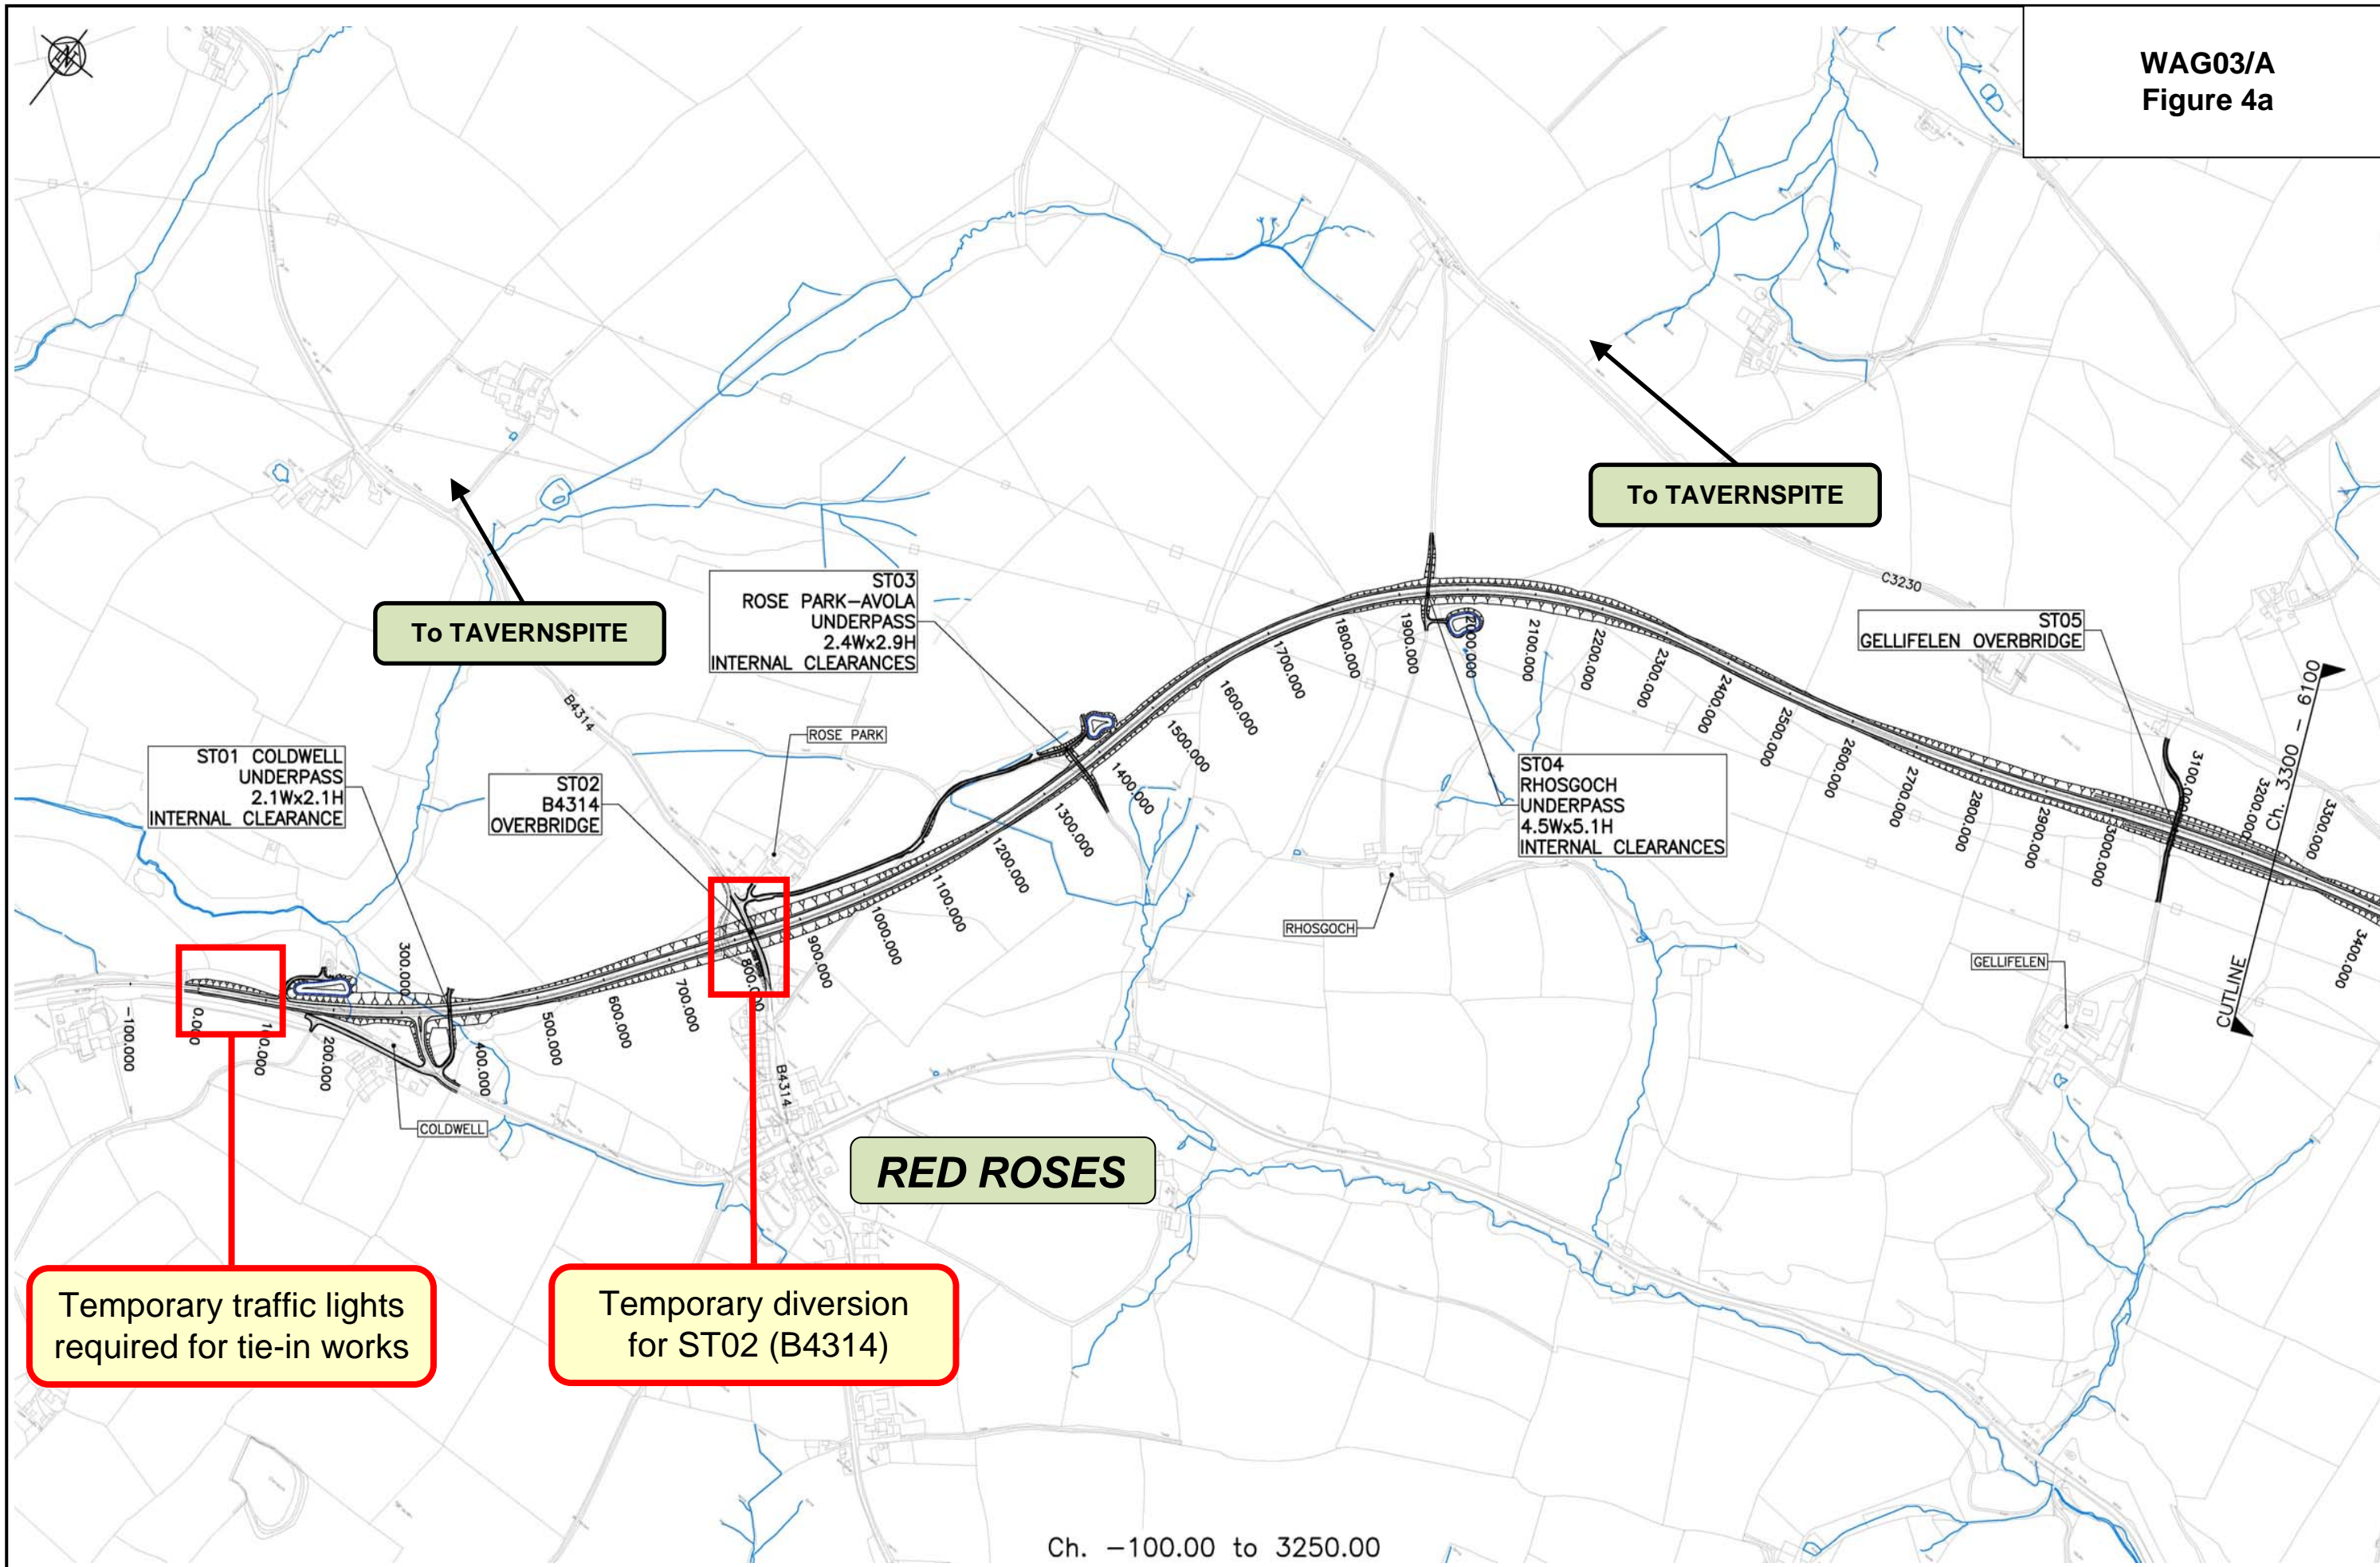 WAG03/A
Figure 4a
To TAVERNSPITE
To TAVERNSPITE
C3230
ST03
ROSE PARK-AVOLA
UNDERPASS
2.4Wx2.9H
INTERNAL CLEARANCES
ST05
GELLIFELEN OVERBRIDGE
B4314
ROSE PARK
ST01 COLDWELL
UNDERPASS
2.1Wx2.1H
INTERNAL CLEARANCE
ST02
B4314
OVERBRIDGE
ST04
RHOSGOCH
UNDERPASS
4.5Wx5.1H
INTERNAL CLEARANCES
-100.000
0.000
100.000
200.000
300.000
400.000
500.000
600.000
700.000
800.000
900.000
1000.000
1100.000
1200.000
1300.000
1400.000
1500.000
1600.000
1700.000
1800.000
1900.000
2000.000
2100.000
2200.000
2300.000
2400.000
2500.000
2600.000
2700.000
2800.000
2900.000
3000.000
3100.000
3200.000
3300.000
3400.000
CUTLINE
Ch. 3300 - 6100
RHOSGOCH
GELLIFELEN
COLDWELL
B4314
RED ROSES
Temporary traffic lights
required for tie-in works
Temporary diversion
for ST02 (B4314)
Ch. -100.00 to 3250.00